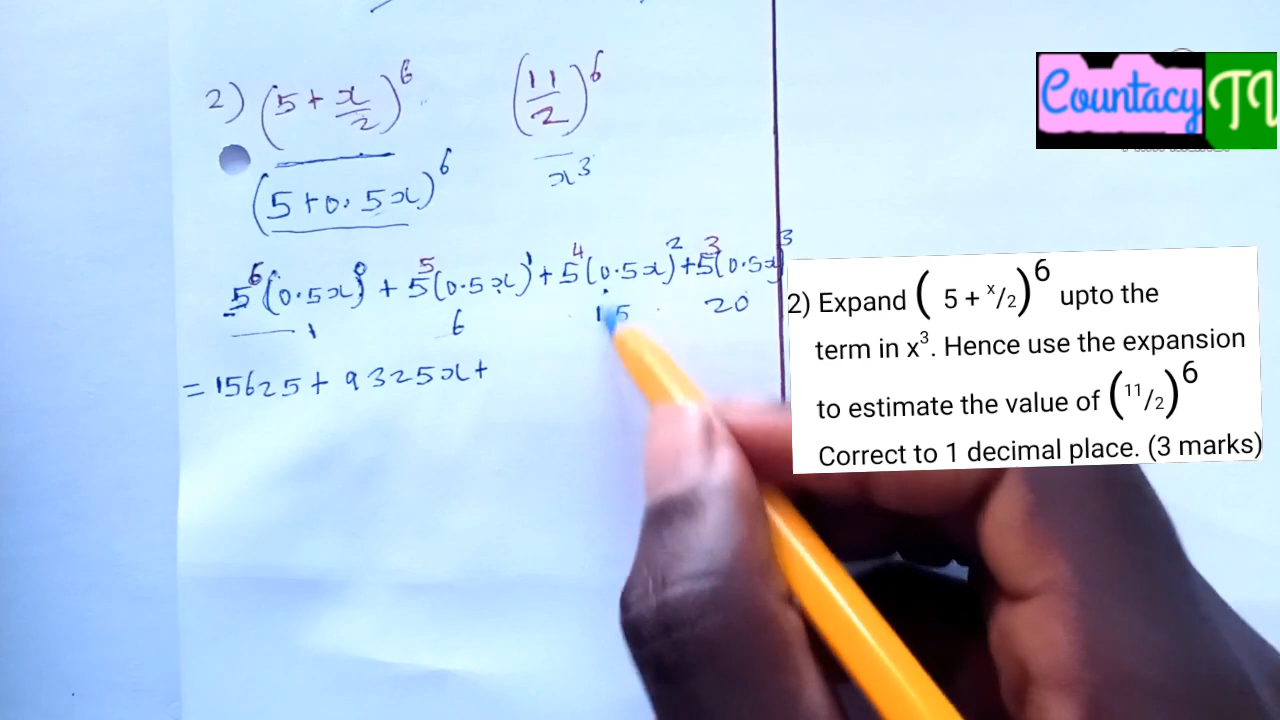 2) (5 + x/2)^6 (11/2)^6
x^3
(5+0.5x)^6
5^6(0.5x)^0 + 5^5(0.5x)^1 + 5^4(0.5x)^2 + 5^3(0.5x)^3
1 6 15 20
= 15625 + 9325x +
Countacy TV
2) Expand ( 5 + x/2)^6 upto the
term in x^3. Hence use the expansion
to estimate the value of (11/2)^6
Correct to 1 decimal place. (3 marks)